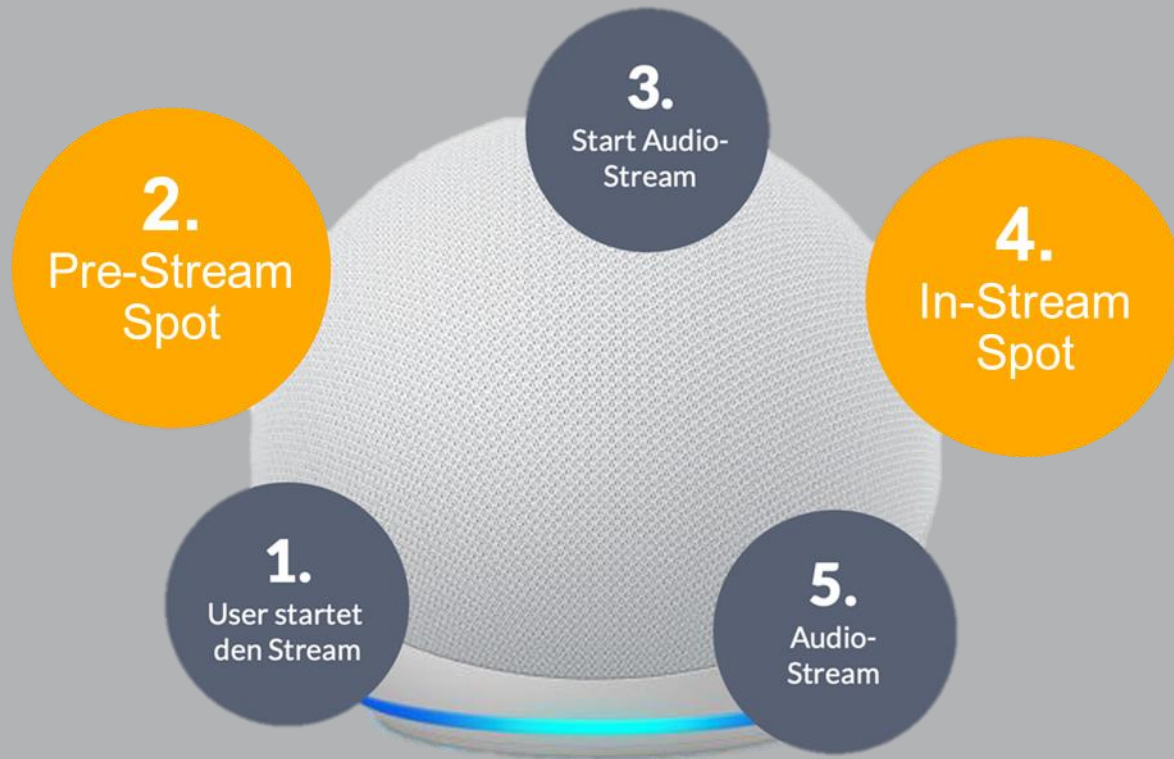 1.
User startet
den Stream
2.
Pre-Stream
Spot
3.
Start Audio-
Stream
4.
In-Stream
Spot
5.
Audio-
Stream